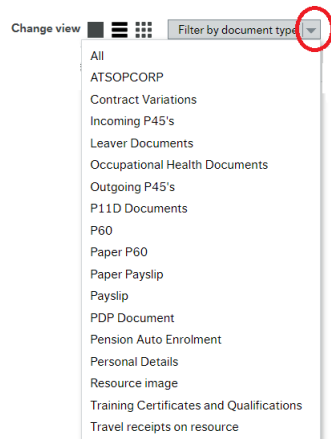 Change view Filter by document type
All
ATSOPCORP
Contract Variations
Incoming P45's
Leaver Documents
Occupational Health Documents
Outgoing P45's
P11D Documents
P60
Paper P60
Paper Payslip
Payslip
PDP Document
Pension Auto Enrolment
Personal Details
Resource image
Training Certificates and Qualifications
Travel receipts on resource